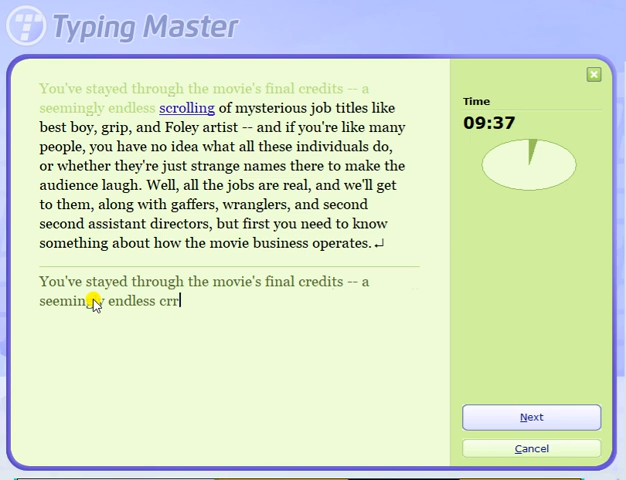 Typing Master
You've stayed through the movie's final credits -- a
seemingly endless scrolling of mysterious job titles like
best boy, grip, and Foley artist -- and if you're like many
people, you have no idea what all these individuals do,
or whether they're just strange names there to make the
audience laugh. Well, all the jobs are real, and we'll get
to them, along with gaffers, wranglers, and second
second assistant directors, but first you need to know
something about how the movie business operates.↵
You've stayed through the movie's final credits -- a
seemingly endless crr
Time
09:37
Next
Cancel